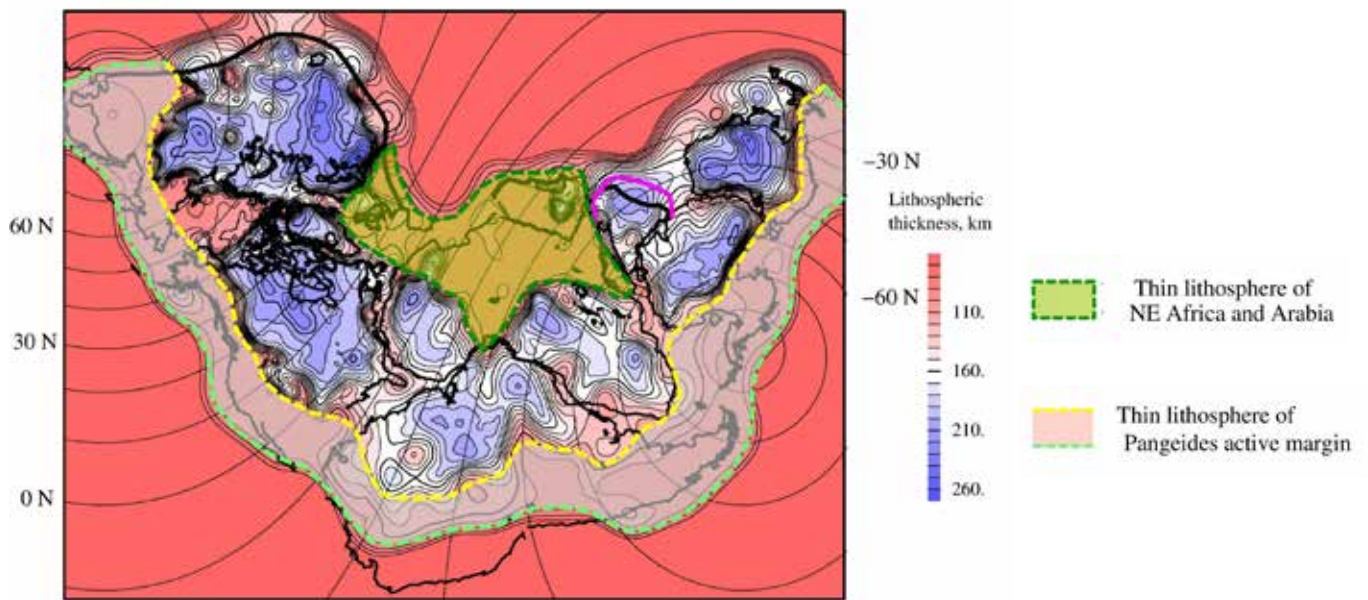 60 N
30 N
0 N
–30 N
Lithospheric
thickness, km
–60 N
110.
160.
210.
260.
Thin lithosphere of
NE Africa and Arabia
Thin lithosphere of
Pangeides active margin